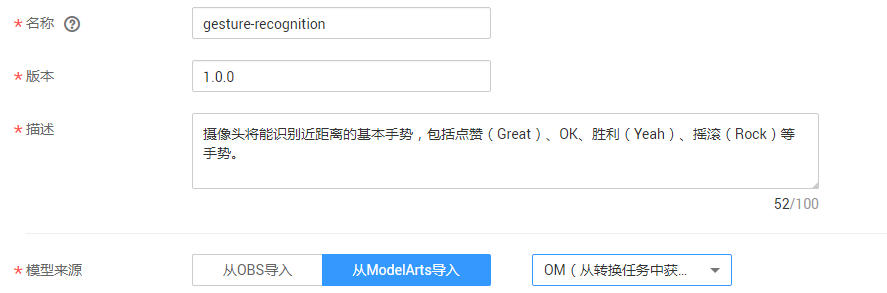 * 名称 ? gesture-recognition
* 版本 1.0.0
* 描述 摄像头将能识别近距离的基本手势，包括点赞（Great）、OK、胜利（Yeah）、摇滚（Rock）等
手势。
52/100
* 模型来源 从OBS导入 从ModelArts导入 OM（从转换任务中获...